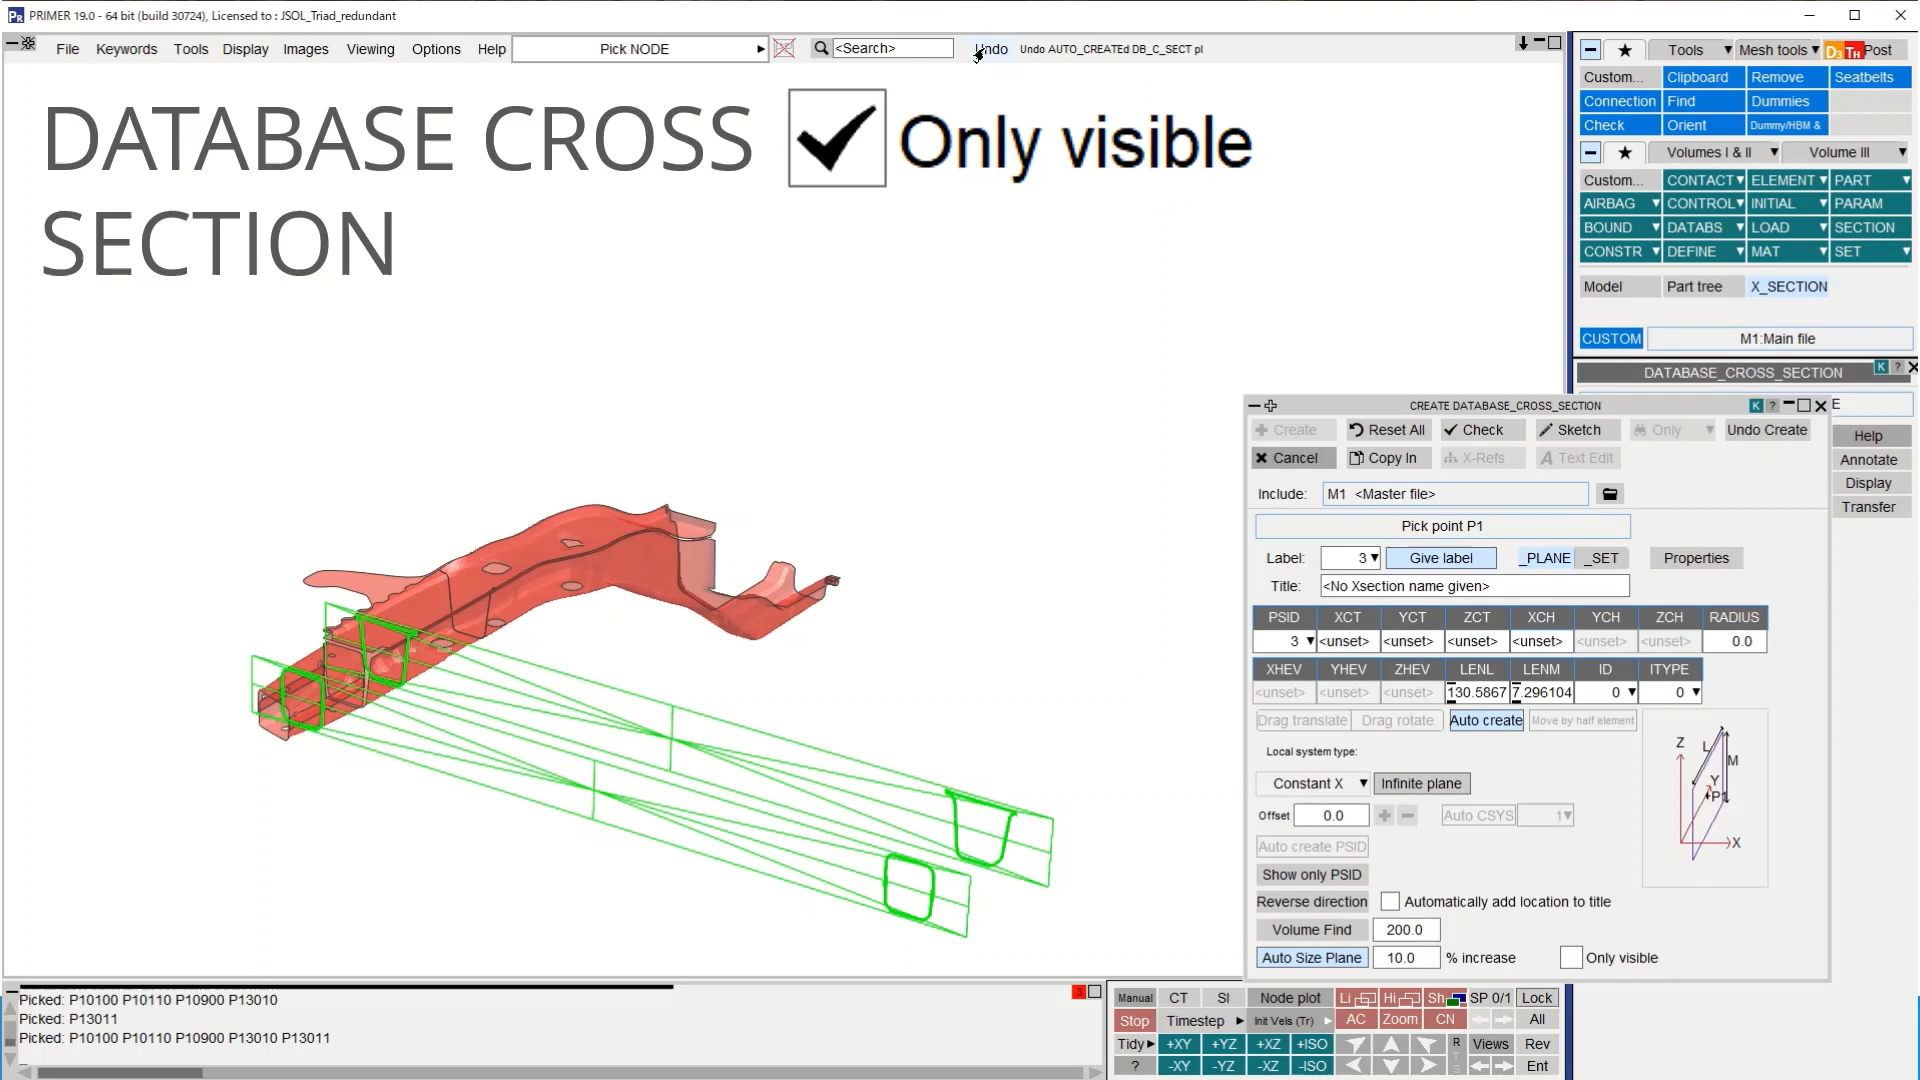 PRIMER 19.0 - 64 bit (build 30724), Licensed to : JSOL_Triad_redundant
File Keywords Tools Display Images Viewing Options Help Pick NODE <Search> Undo Undo AUTO_CREATEd DB_C_SECT pl
DATABASE CROSS
SECTION
Only visible
Tools Mesh tools D3 TH Post
Custom... Clipboard Remove Seatbelts
Connection Find Dummies
Check Orient Dummy/HBM &
Volumes I & II Volume III
Custom... CONTACT ELEMENT PART
AIRBAG CONTROL INITIAL PARAM
BOUND DATABS LOAD SECTION
CONSTR DEFINE MAT SET
Model Part tree X_SECTION
CUSTOM M1:Main file
DATABASE_CROSS_SECTION K ?
E
Help
Annotate
Display
Transfer
CREATE DATABASE_CROSS_SECTION K ?
Create Reset All Check Sketch Only Undo Create
Cancel Copy In X-Refs Text Edit
Include: M1 <Master file>
Pick point P1
Label: 3 Give label _PLANE _SET Properties
Title: <No Xsection name given>
PSID XCT YCT ZCT XCH YCH ZCH RADIUS
3 <unset> <unset> <unset> <unset> <unset> <unset> 0.0
XHEV YHEV ZHEV LENL LENM ID ITYPE
<unset> <unset> <unset> 130.5867 7.296104 0 0
Drag translate Drag rotate Auto create Move by half element
Local system type:
Constant X Infinite plane
Offset 0.0 Auto CSYS 1
Auto create PSID
Show only PSID
Reverse direction Automatically add location to title
Volume Find 200.0
Auto Size Plane 10.0 % increase Only visible
Z L M Y P1 X
Picked: P10100 P10110 P10900 P13010
Picked: P13011
Picked: P10100 P10110 P10900 P13010 P13011
3
Manual CT SI Node plot Li Hi Sh SP 0/1 Lock
Stop Timestep Init Vels (Tr) AC Zoom CN All
Tidy +XY +YZ +XZ +ISO R Views Rev
? -XY -YZ -XZ -ISO Ent